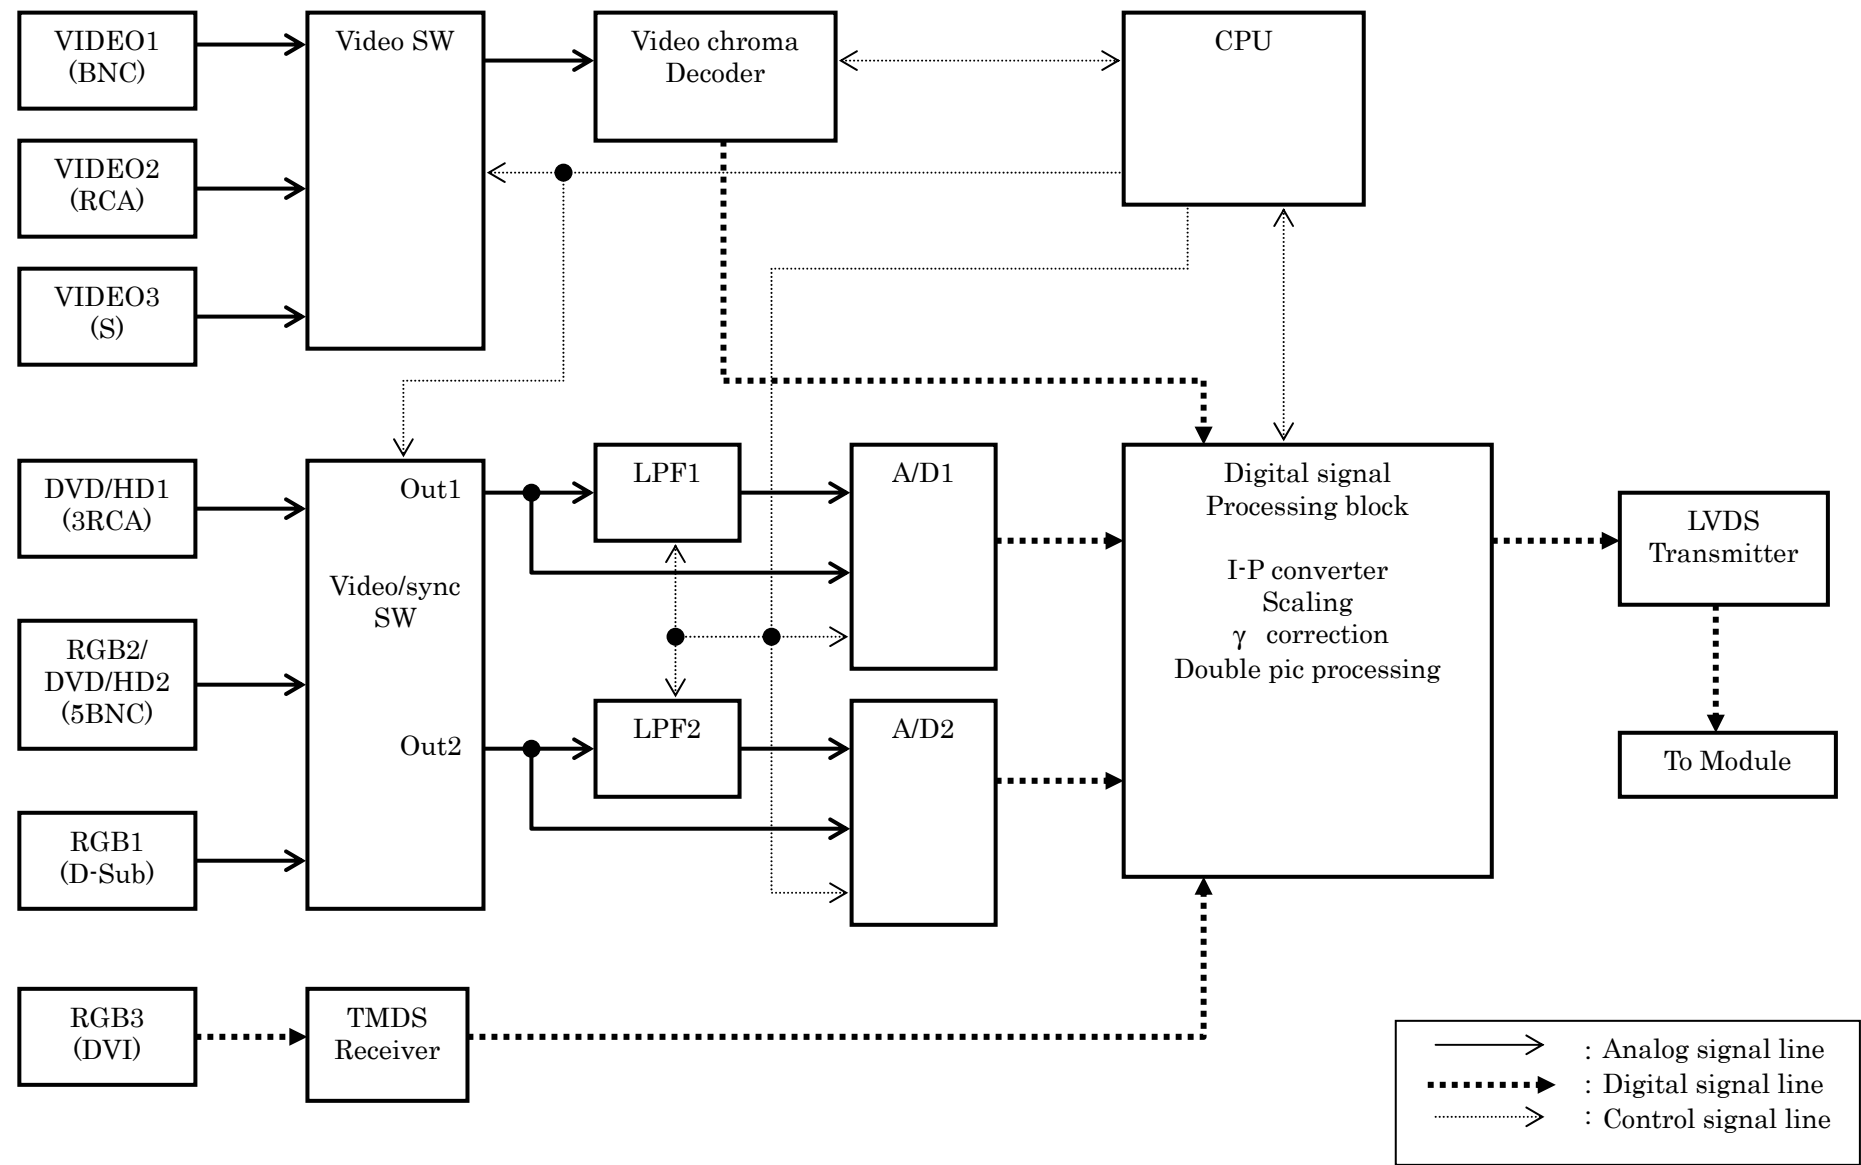 VIDEO1
(BNC)
Video SW
Video chroma
Decoder
CPU
VIDEO2
(RCA)
VIDEO3
(S)
DVD/HD1
(3RCA)
Out1
LPF1
A/D1
Digital signal
Processing block
I-P converter
Scaling
γ correction
Double pic processing
LVDS
Transmitter
Video/sync
SW
RGB2/
DVD/HD2
(5BNC)
Out2
LPF2
A/D2
To Module
RGB1
(D-Sub)
RGB3
(DVI)
TMDS
Receiver
: Analog signal line
: Digital signal line
: Control signal line